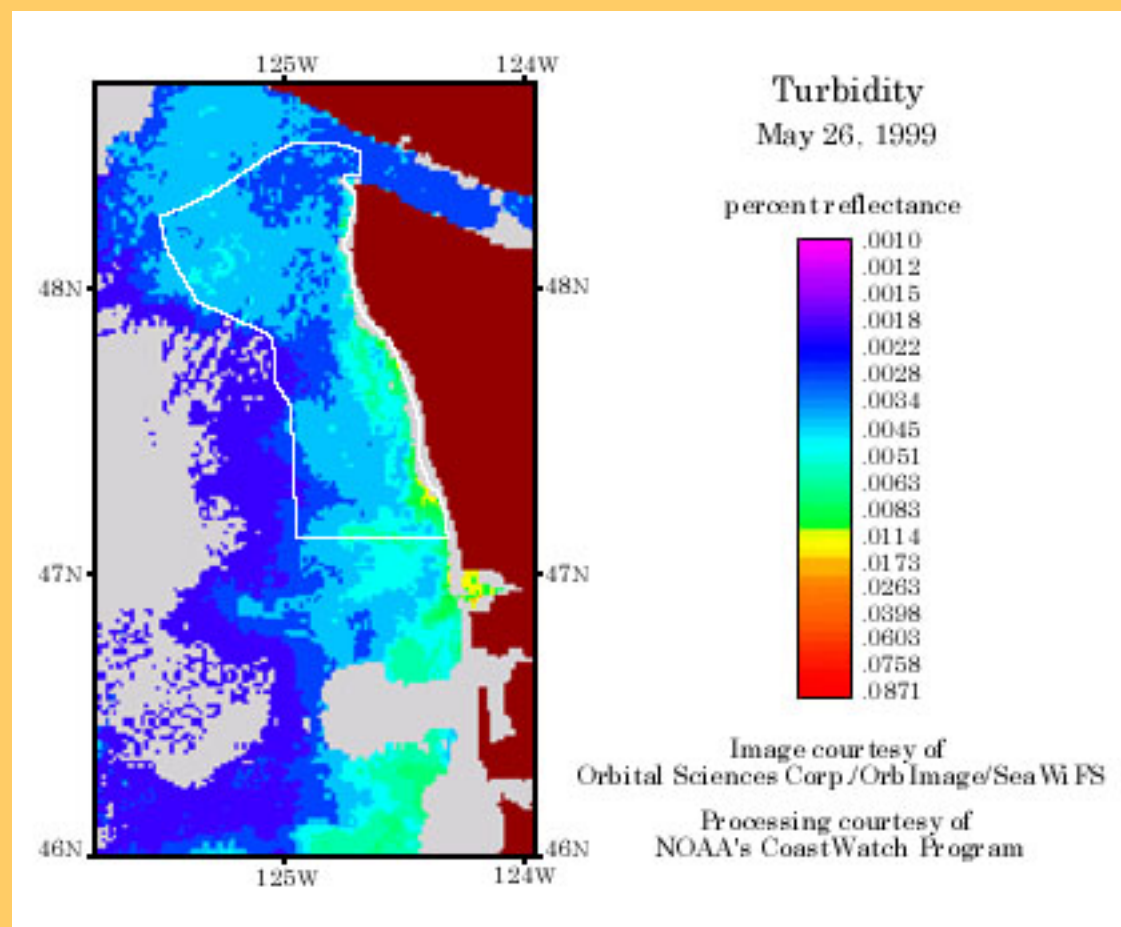 125W 124W
48N 48N
47N 47N
46N 46N
125W 124W
Turbidity
May 26, 1999
percent reflectance
.0010
.0012
.0015
.0018
.0022
.0028
.0034
.0045
.0051
.0063
.0083
.0114
.0173
.0263
.0398
.0603
.0758
.0871
Image courtesy of
Orbital Sciences Corp./OrbImage/SeaWiFS
Processing courtesy of
NOAA's CoastWatch Program